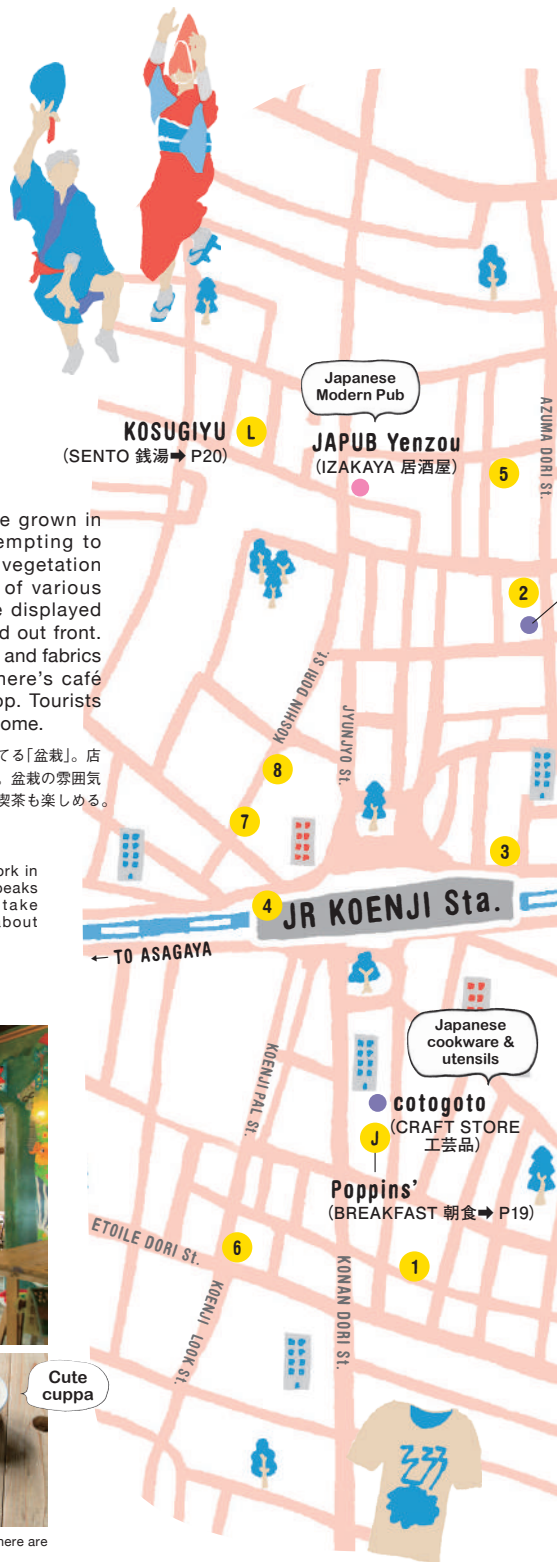 Japanese
Modern Pub
KOSUGIYU
L
(SENTO 銭湯➡ P20)
JAPUB Yenzou
(IZAKAYA 居酒屋)
AZUMA DORI St.
5
2
e grown in
empting to
vegetation
of various
e displayed
d out front.
and fabrics
here's café
op. Tourists
ome.
てる「盆栽」。店
。盆栽の雰囲気
喫茶も楽しめる。
ork in
peaks
take
bout
KOSHIN DORI St.
JYUNJYO St.
8
7
3
4
JR KOENJI Sta.
← TO ASAGAYA
Japanese
cookware &
utensils
KOENJI PAL St.
cotogoto
(CRAFT STORE
工芸品)
J
Poppins'
(BREAKFAST 朝食➡ P19)
ETOILE DORI St.
6
1
KOENJI LOOK St.
KONAN DORI St.
Cute
cuppa
here are